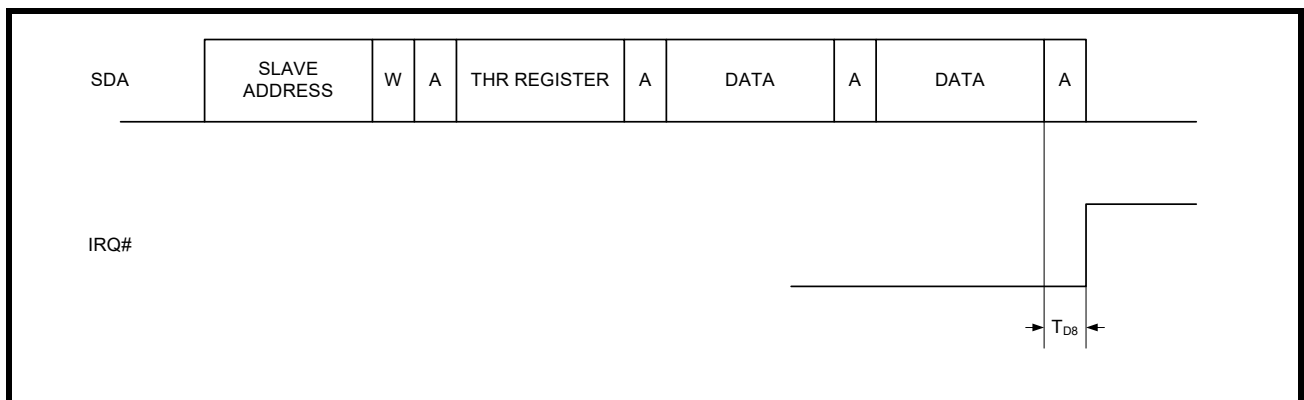 SDA
SLAVE
ADDRESS
W
A
THR REGISTER
A
DATA
A
DATA
A
IRQ#
TD8